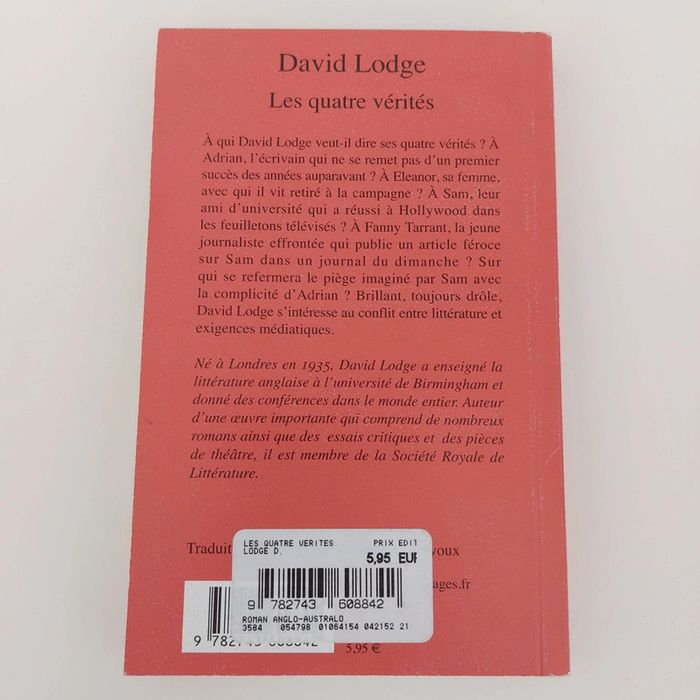 David Lodge
Les quatre vérités
À qui David Lodge veut-il dire ses quatre vérités ? À
Adrian, l'écrivain qui ne se remet pas d'un premier
succès des années auparavant ? À Eleanor, sa femme,
avec qui il vit retiré à la campagne ? À Sam, leur
ami d'université qui a réussi à Hollywood dans
les feuilletons télévisés ? À Fanny Tarrant, la jeune
journaliste effrontée qui publie un article féroce
sur Sam dans un journal du dimanche ? Sur
qui se refermera le piège imaginé par Sam avec
la complicité d'Adrian ? Brillant, toujours drôle,
David Lodge s'intéresse au conflit entre littérature et
exigences médiatiques.
Né à Londres en 1935, David Lodge a enseigné la
littérature anglaise à l'université de Birmingham et
donné des conférences dans le monde entier. Auteur
d'une œuvre importante qui comprend de nombreux
romans ainsi que des essais critiques et des pièces
de théâtre, il est membre de la Société Royale de
Littérature.
LES QUATRE VERITES PRIX EDIT
LODGE D.
5,95 EUR
Traduit
ages.fr
9 782743 608842
ROMAN ANGLO-AUSTRALO
3584 054798 01064154 042152 21
5,95 €